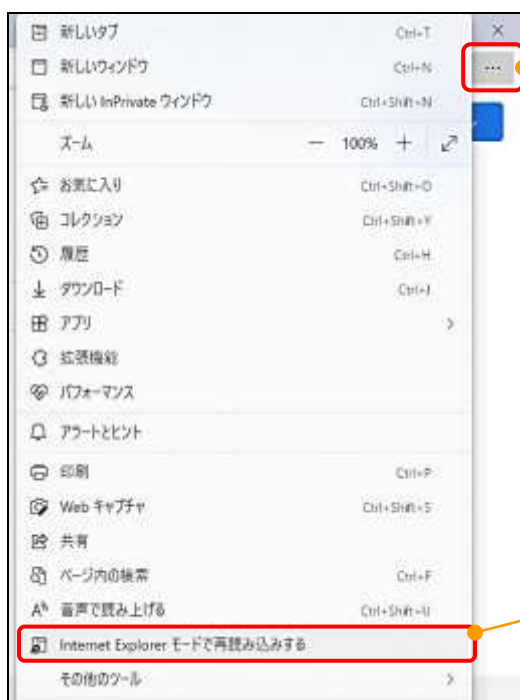 新しいタブ Ctrl+T
新しいウィンドウ Ctrl+N
新しい InPrivate ウィンドウ Ctrl+Shift+N
ズーム − 100% +
お気に入り Ctrl+Shift+O
コレクション Ctrl+Shift+Y
履歴 Ctrl+H
ダウンロード Ctrl+J
アプリ
拡張機能
パフォーマンス
アラートとヒント
印刷 Ctrl+P
Web キャプチャ Ctrl+Shift+S
共有
ページ内の検索 Ctrl+F
音声で読み上げる Ctrl+Shift+U
Internet Explorer モードで再読み込みする
その他のツール